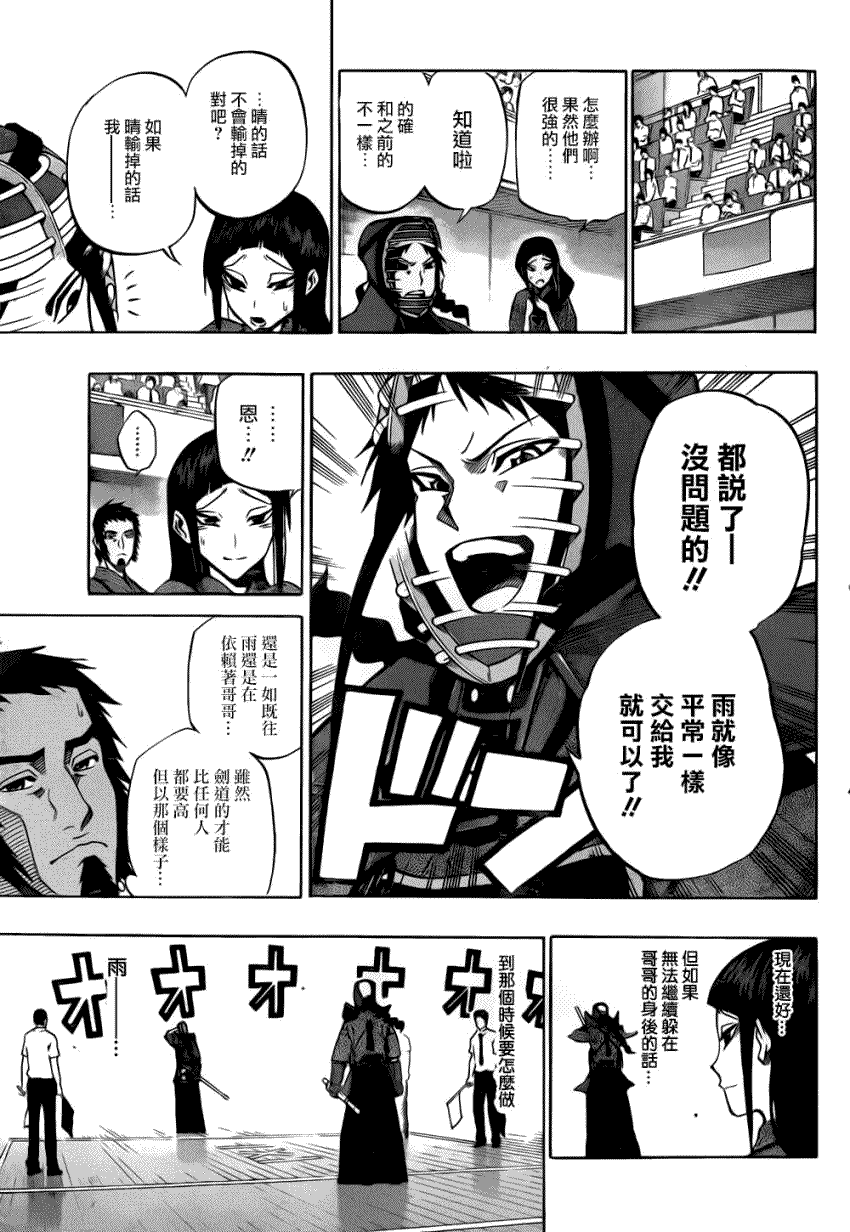 怎麼辦啊…
果然他們
很強的……
知道啦
的確
和之前的
不一樣…
…晴的話
不會輸掉的
對吧?
如果
晴輸掉的話
我——…
都說了—
沒問題的!!
雨就像
平常一樣
交給我
就可以了!!
ドドン
……
恩…!!
……
還是一如既往
雨還是在
依賴著哥哥…
雖然
劍道的才能
比任何人
都要高
但以那個樣子…
現在還好…
但如果
無法繼續躲在
哥哥的身後的話…
到那個時候要怎麼做
雨——…
オオオオオオ